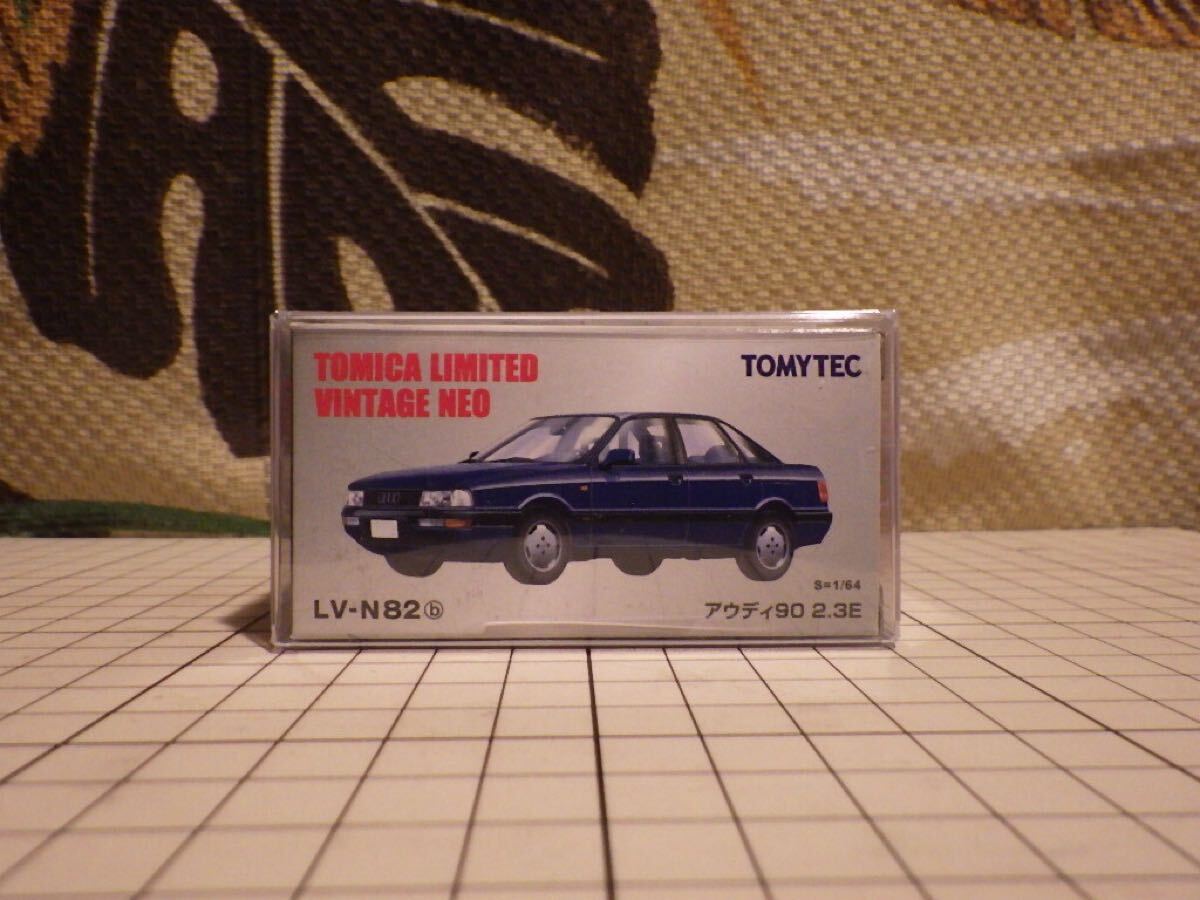 TOMICA LIMITED
VINTAGE NEO
TOMYTEC
S=1/64
LV-N82ⓑ
アウディ90 2.3E